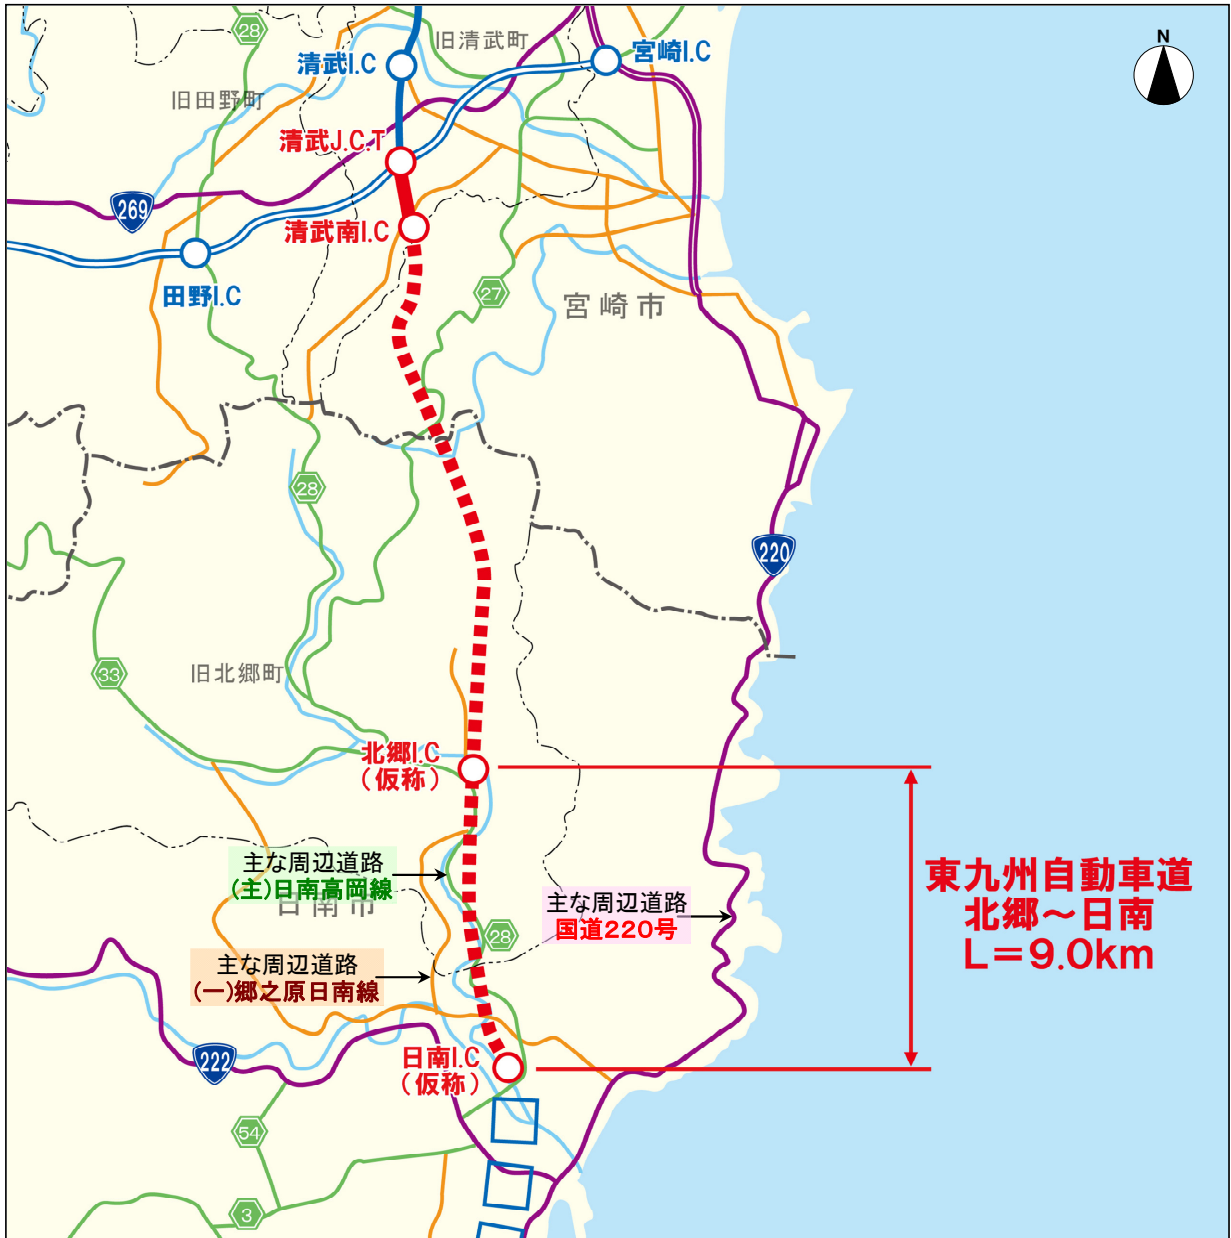 N
28
旧清武町
清武I.C
宮崎I.C
旧田野町
清武J.C.T
269
清武南I.C
田野I.C
27
宮崎市
28
220
旧北郷町
33
北郷I.C
(仮称)
主な周辺道路
(主)日南高岡線
日南市
主な周辺道路
国道220号
東九州自動車道
北郷～日南
L＝9.0km
28
主な周辺道路
(一)郷之原日南線
222
日南I.C
(仮称)
54
3